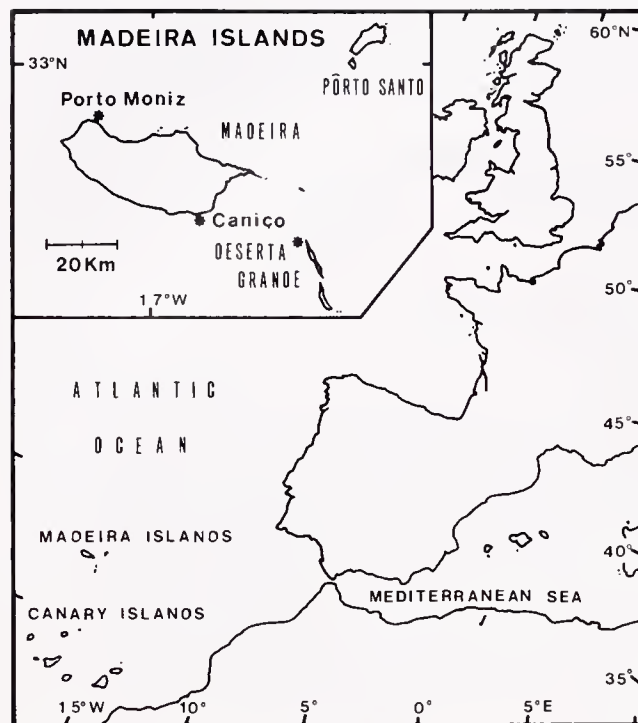 MADEIRA ISLANDS
33°N
PÔRTO SANTO
Porto Moniz
MADEIRA
Caniço
DESERTA
GRANDE
20Km
17°W
60°N
55°
50°
ATLANTIC
OCEAN
45°
MADEIRA ISLANDS
40°
MEDITERRANEAN SEA
CANARY ISLANDS
35°
15°W
10°
5°
0°
5°E